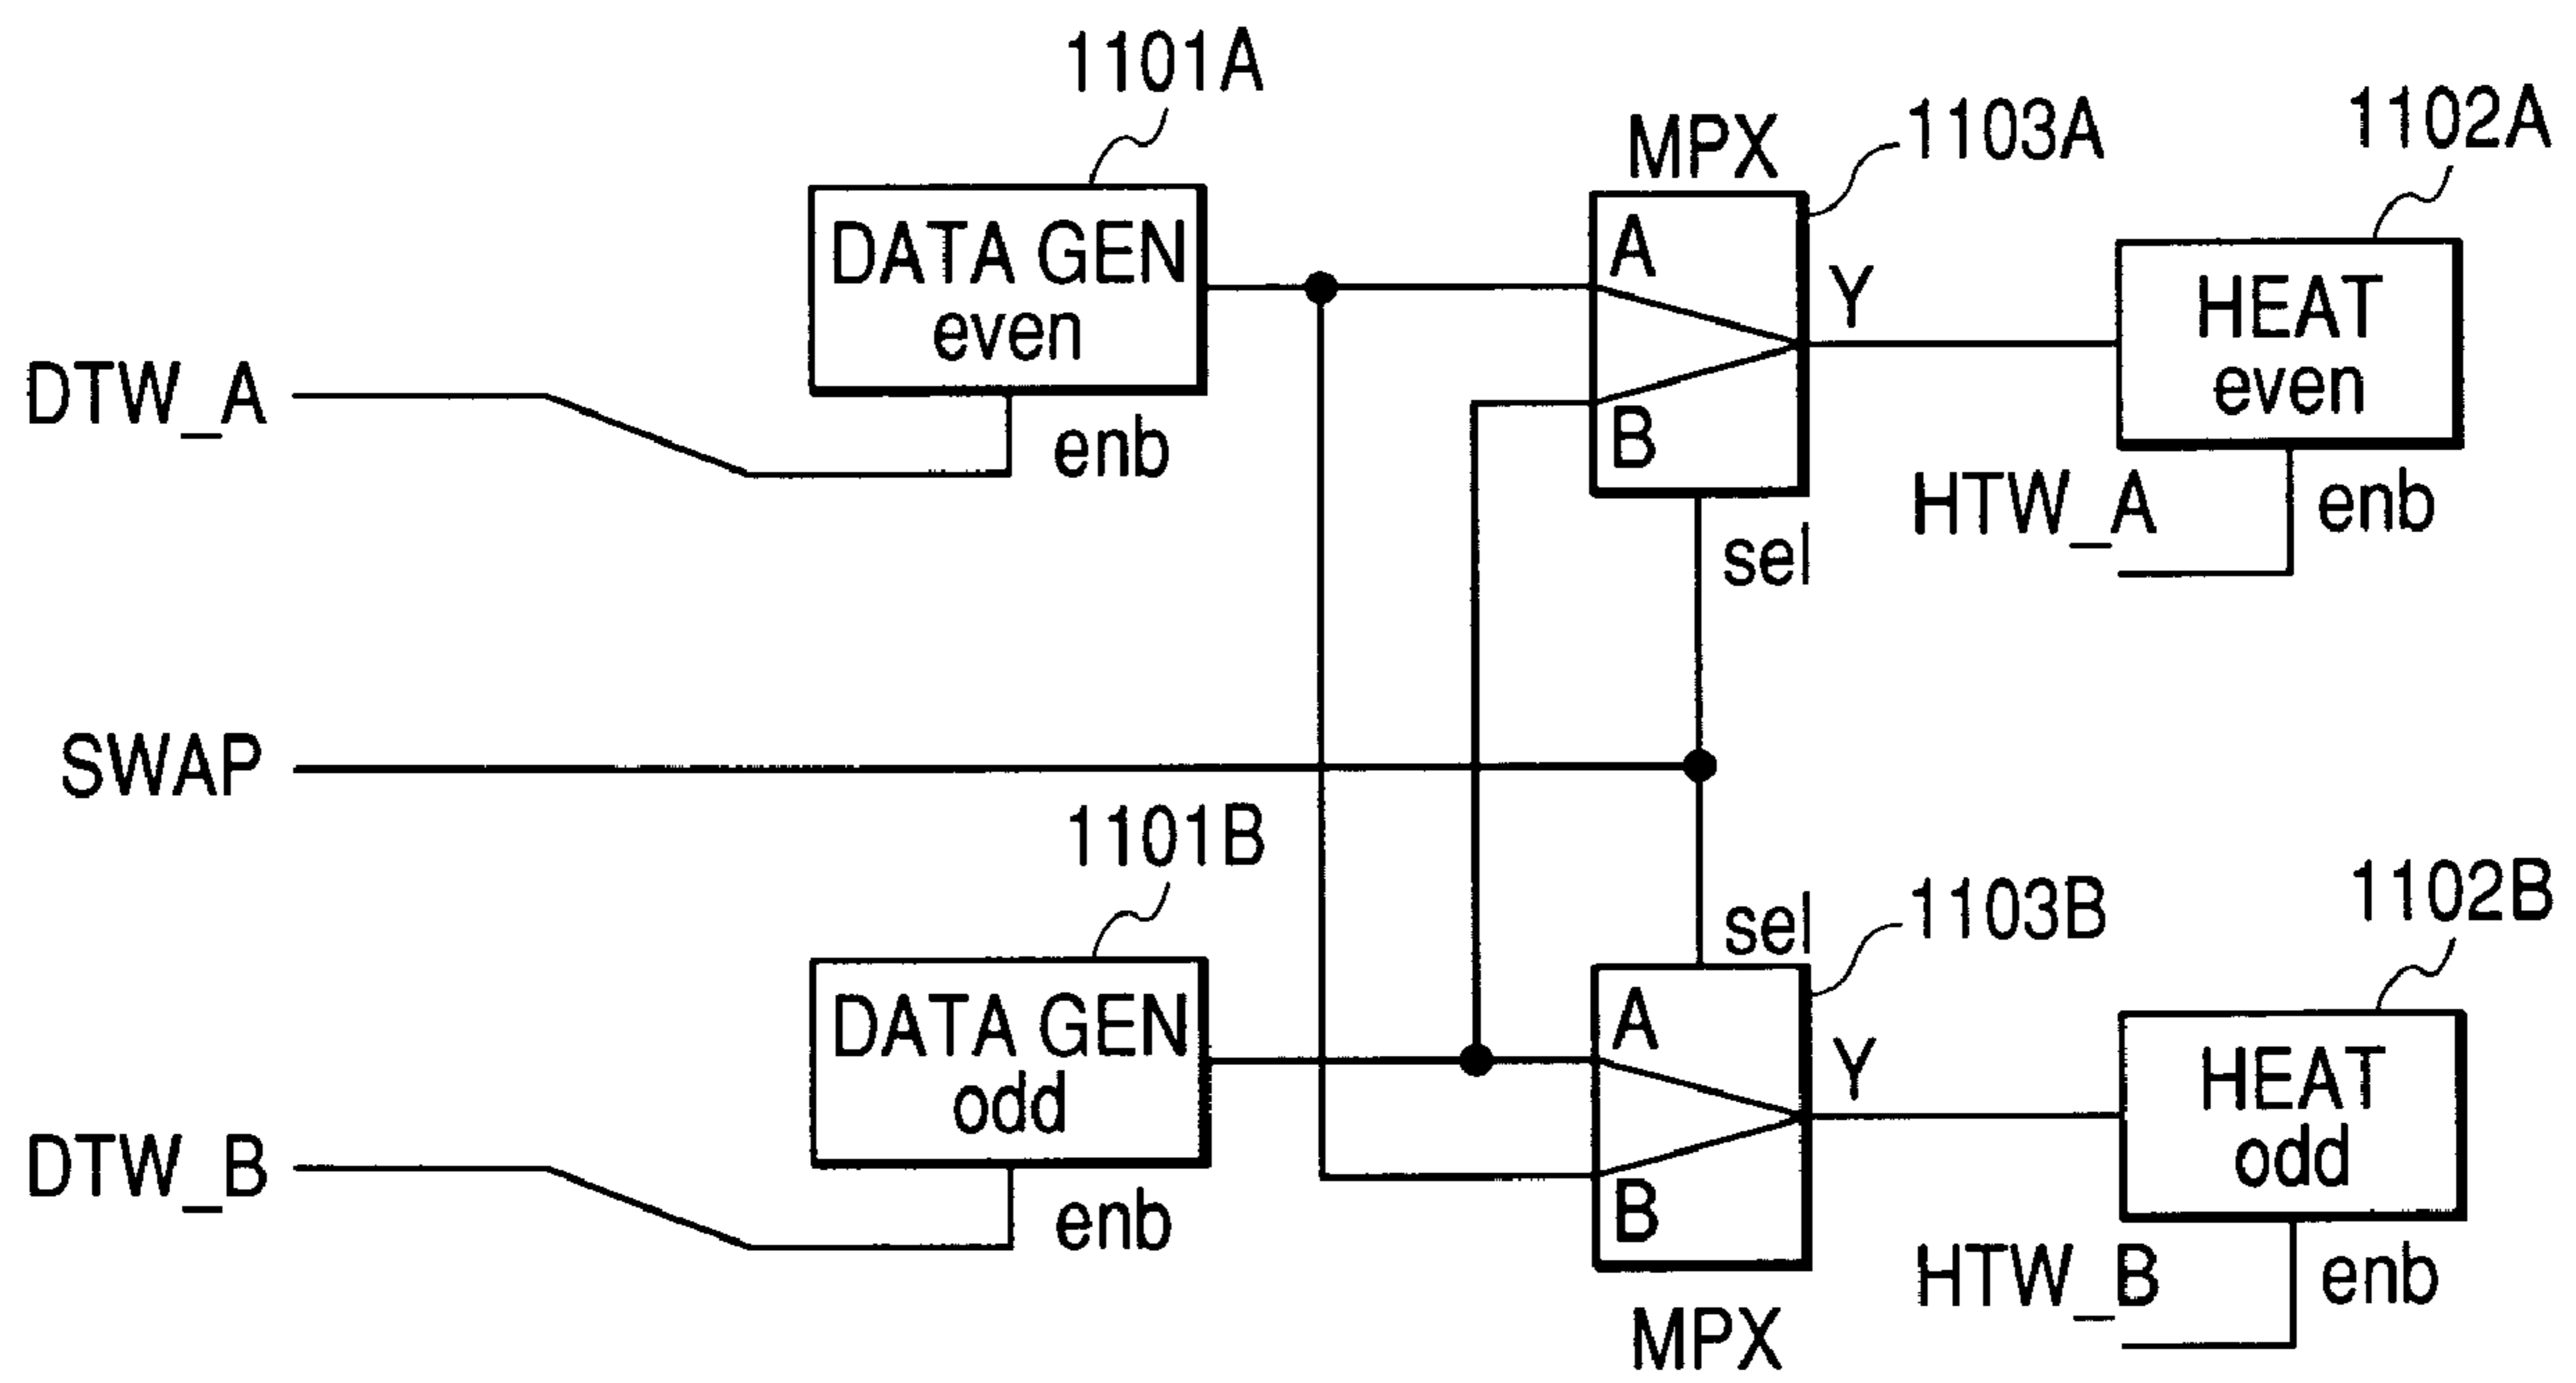 1101A
MPX
1103A
1102A
DATA GEN
even
A
Y
HEAT
even
DTW_A
enb
B
HTW_A
enb
sel
SWAP
1101B
sel
1103B
1102B
DATA GEN
odd
A
Y
HEAT
odd
DTW_B
enb
B
HTW_B
enb
MPX